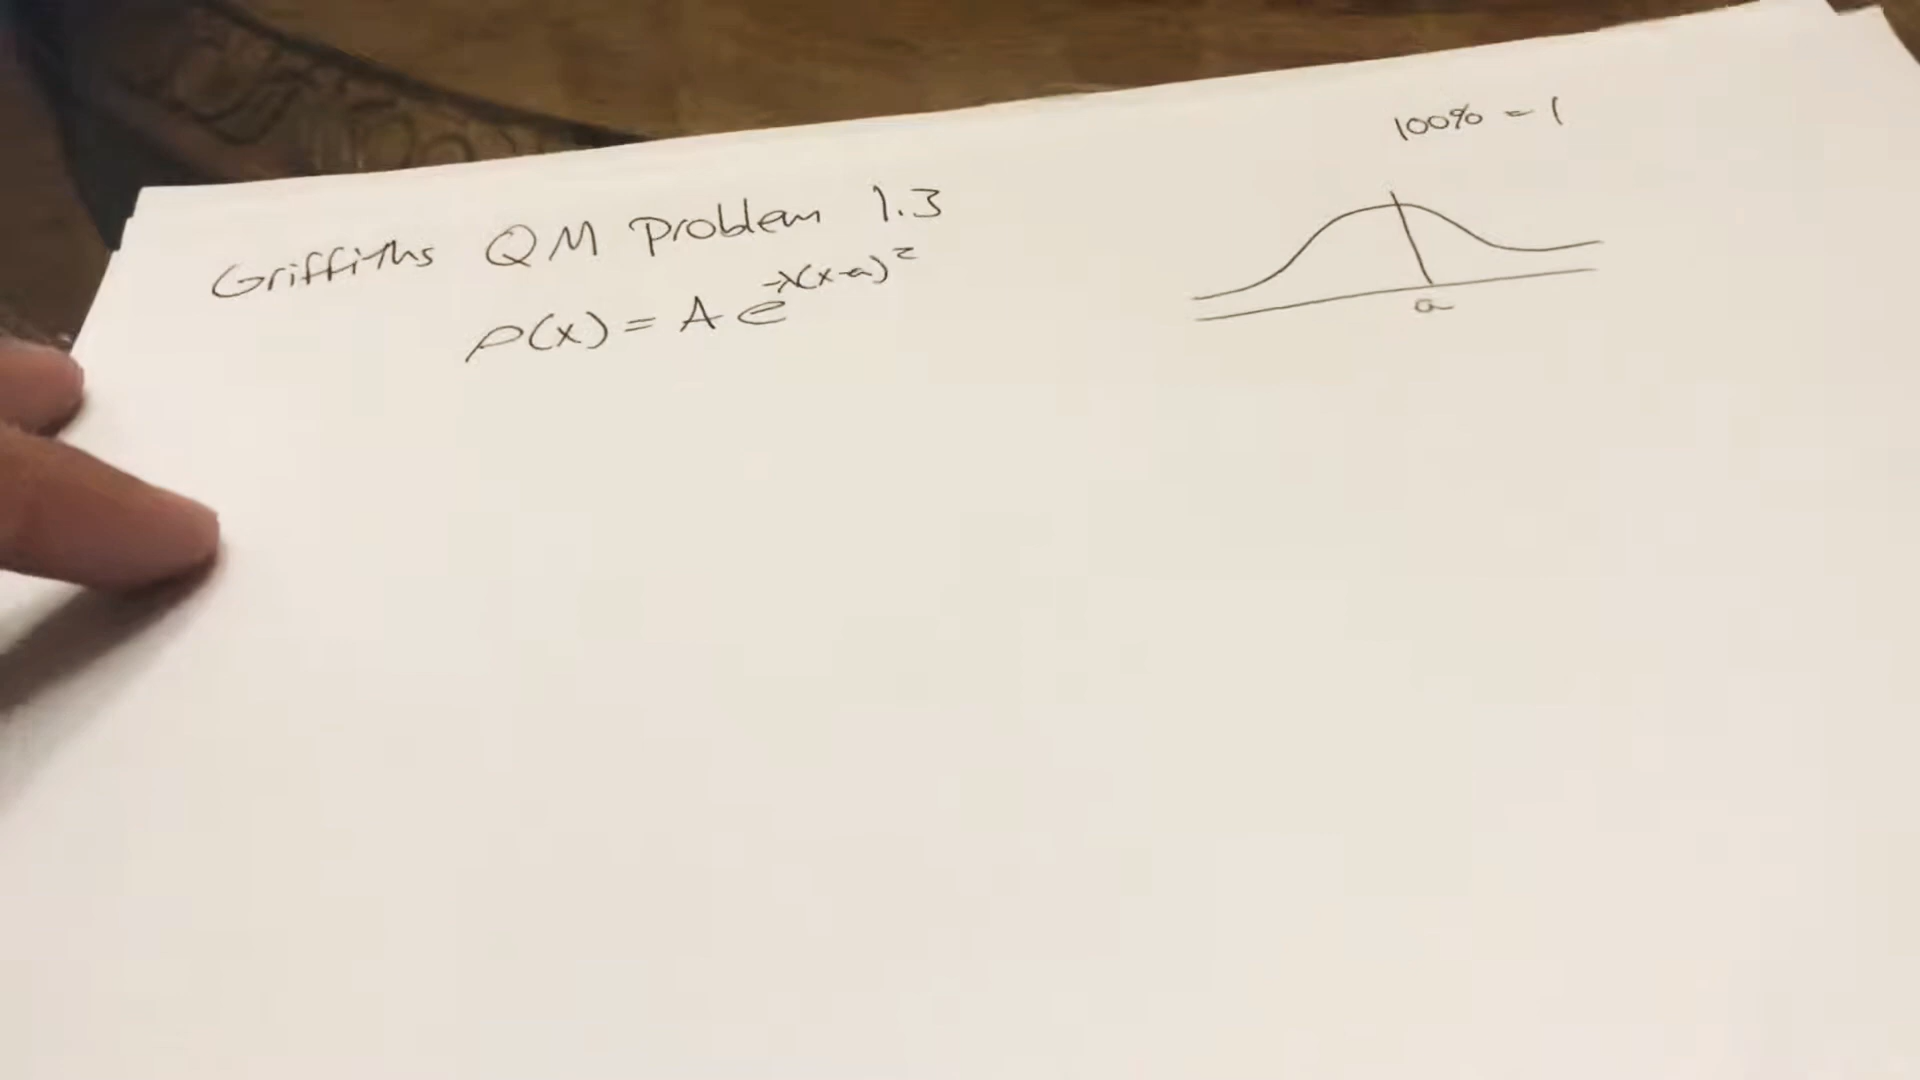 100% = 1
Griffiths QM Problem 1.3
ρ(x) = A e^{-λ(x-a)^2}
a